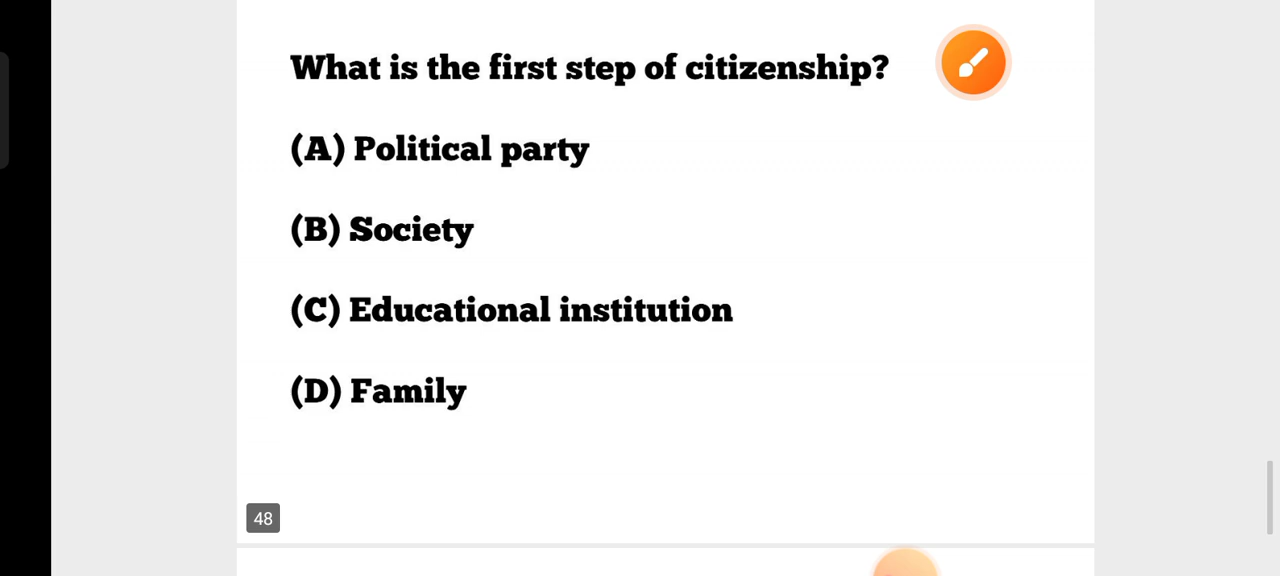 What is the first step of citizenship?
(A) Political party
(B) Society
(C) Educational institution
(D) Family
48